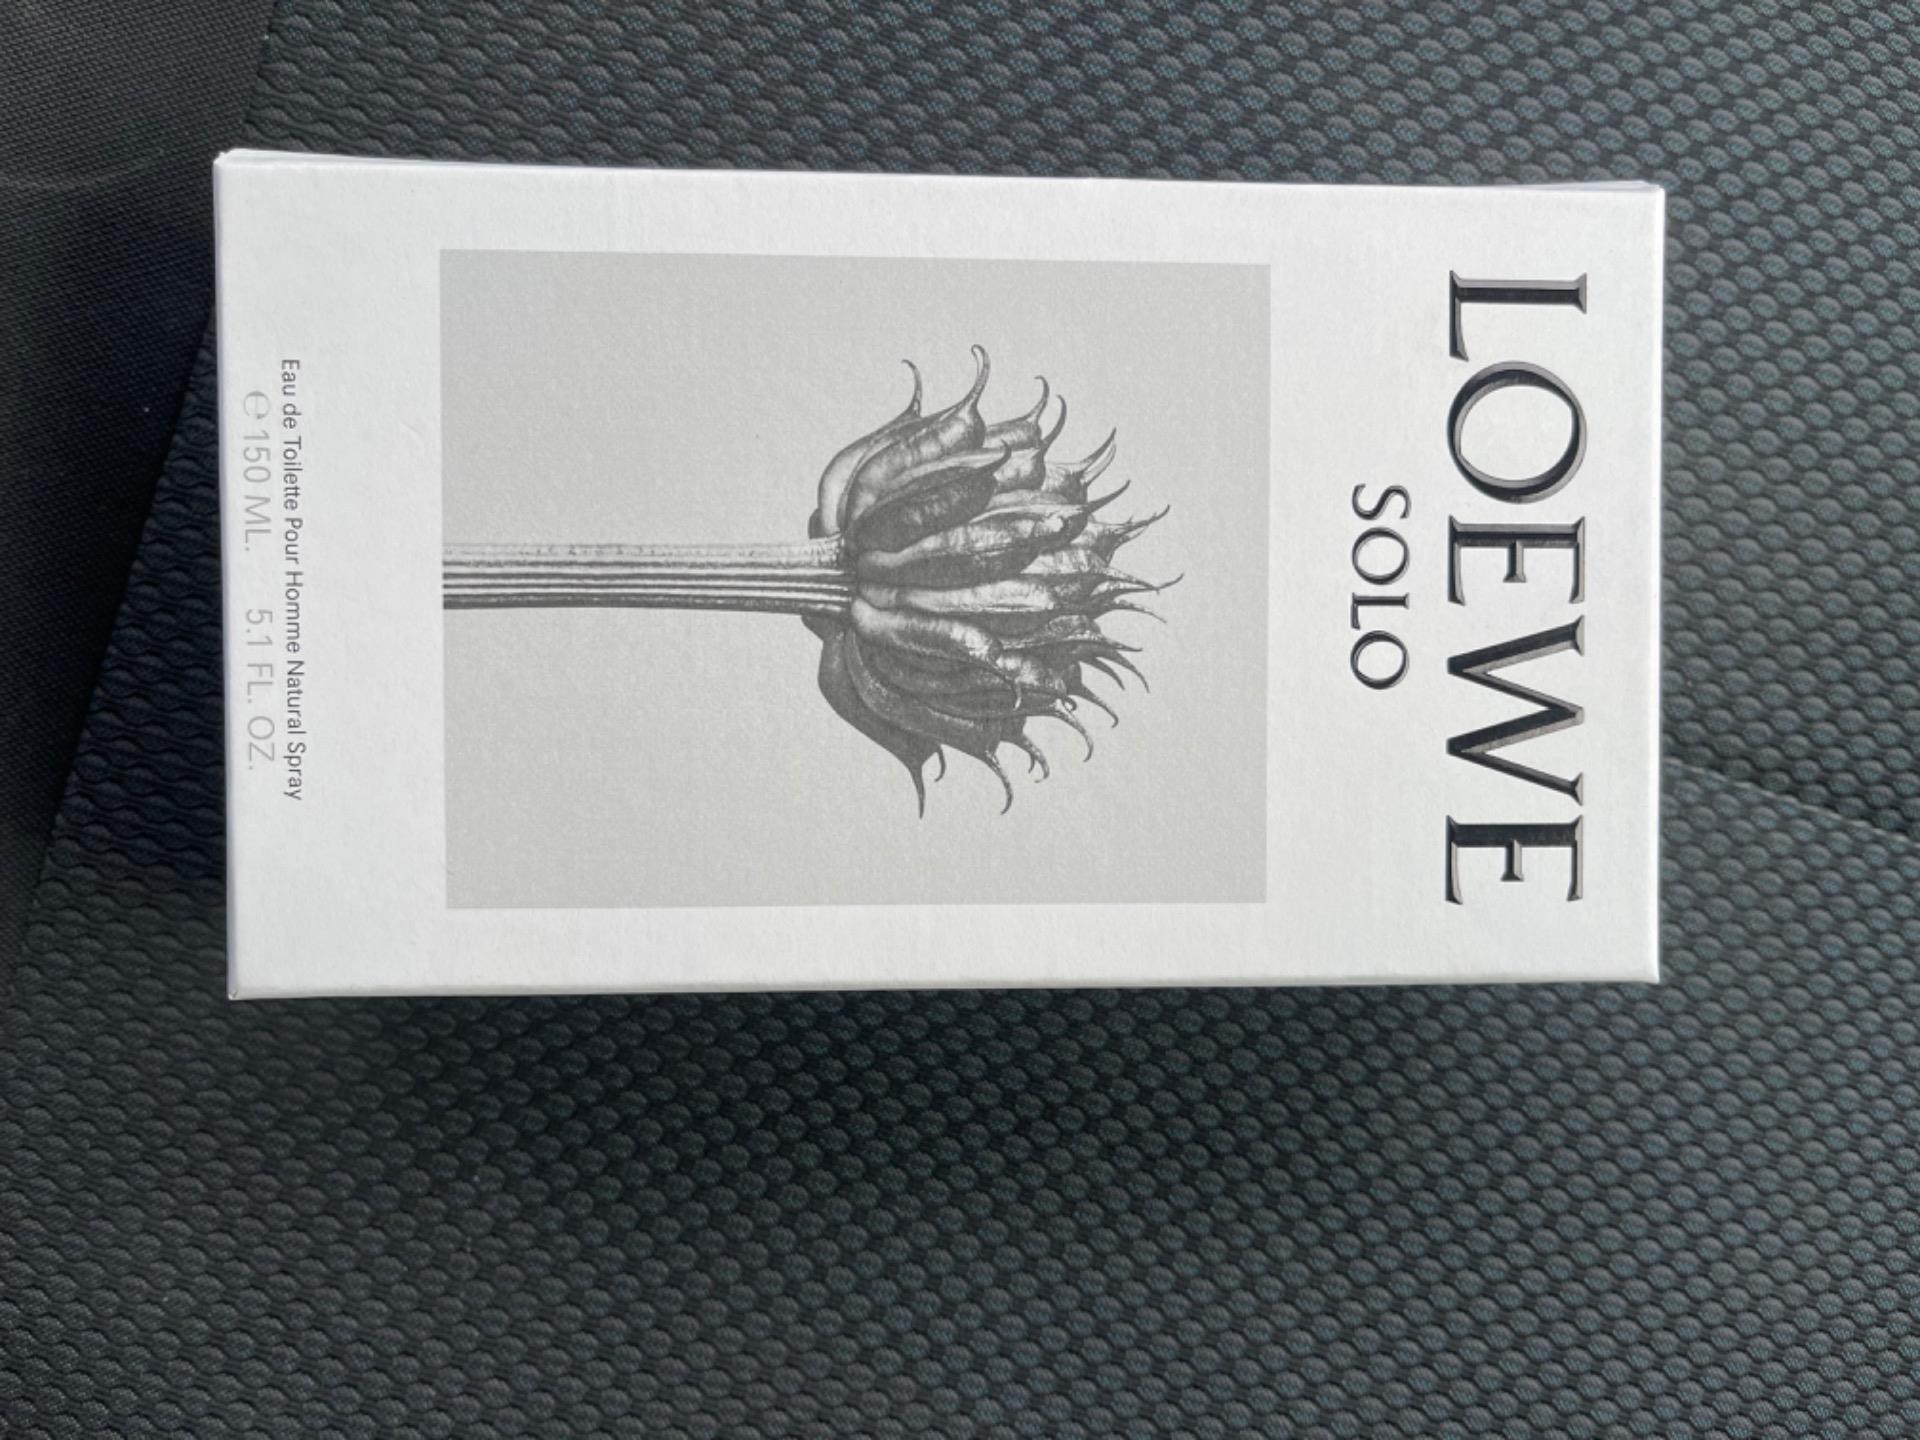 LOEWE
SOLO
Eau de Toilette Pour Homme Natural Spray
℮ 150 ML. 5.1 FL. OZ.